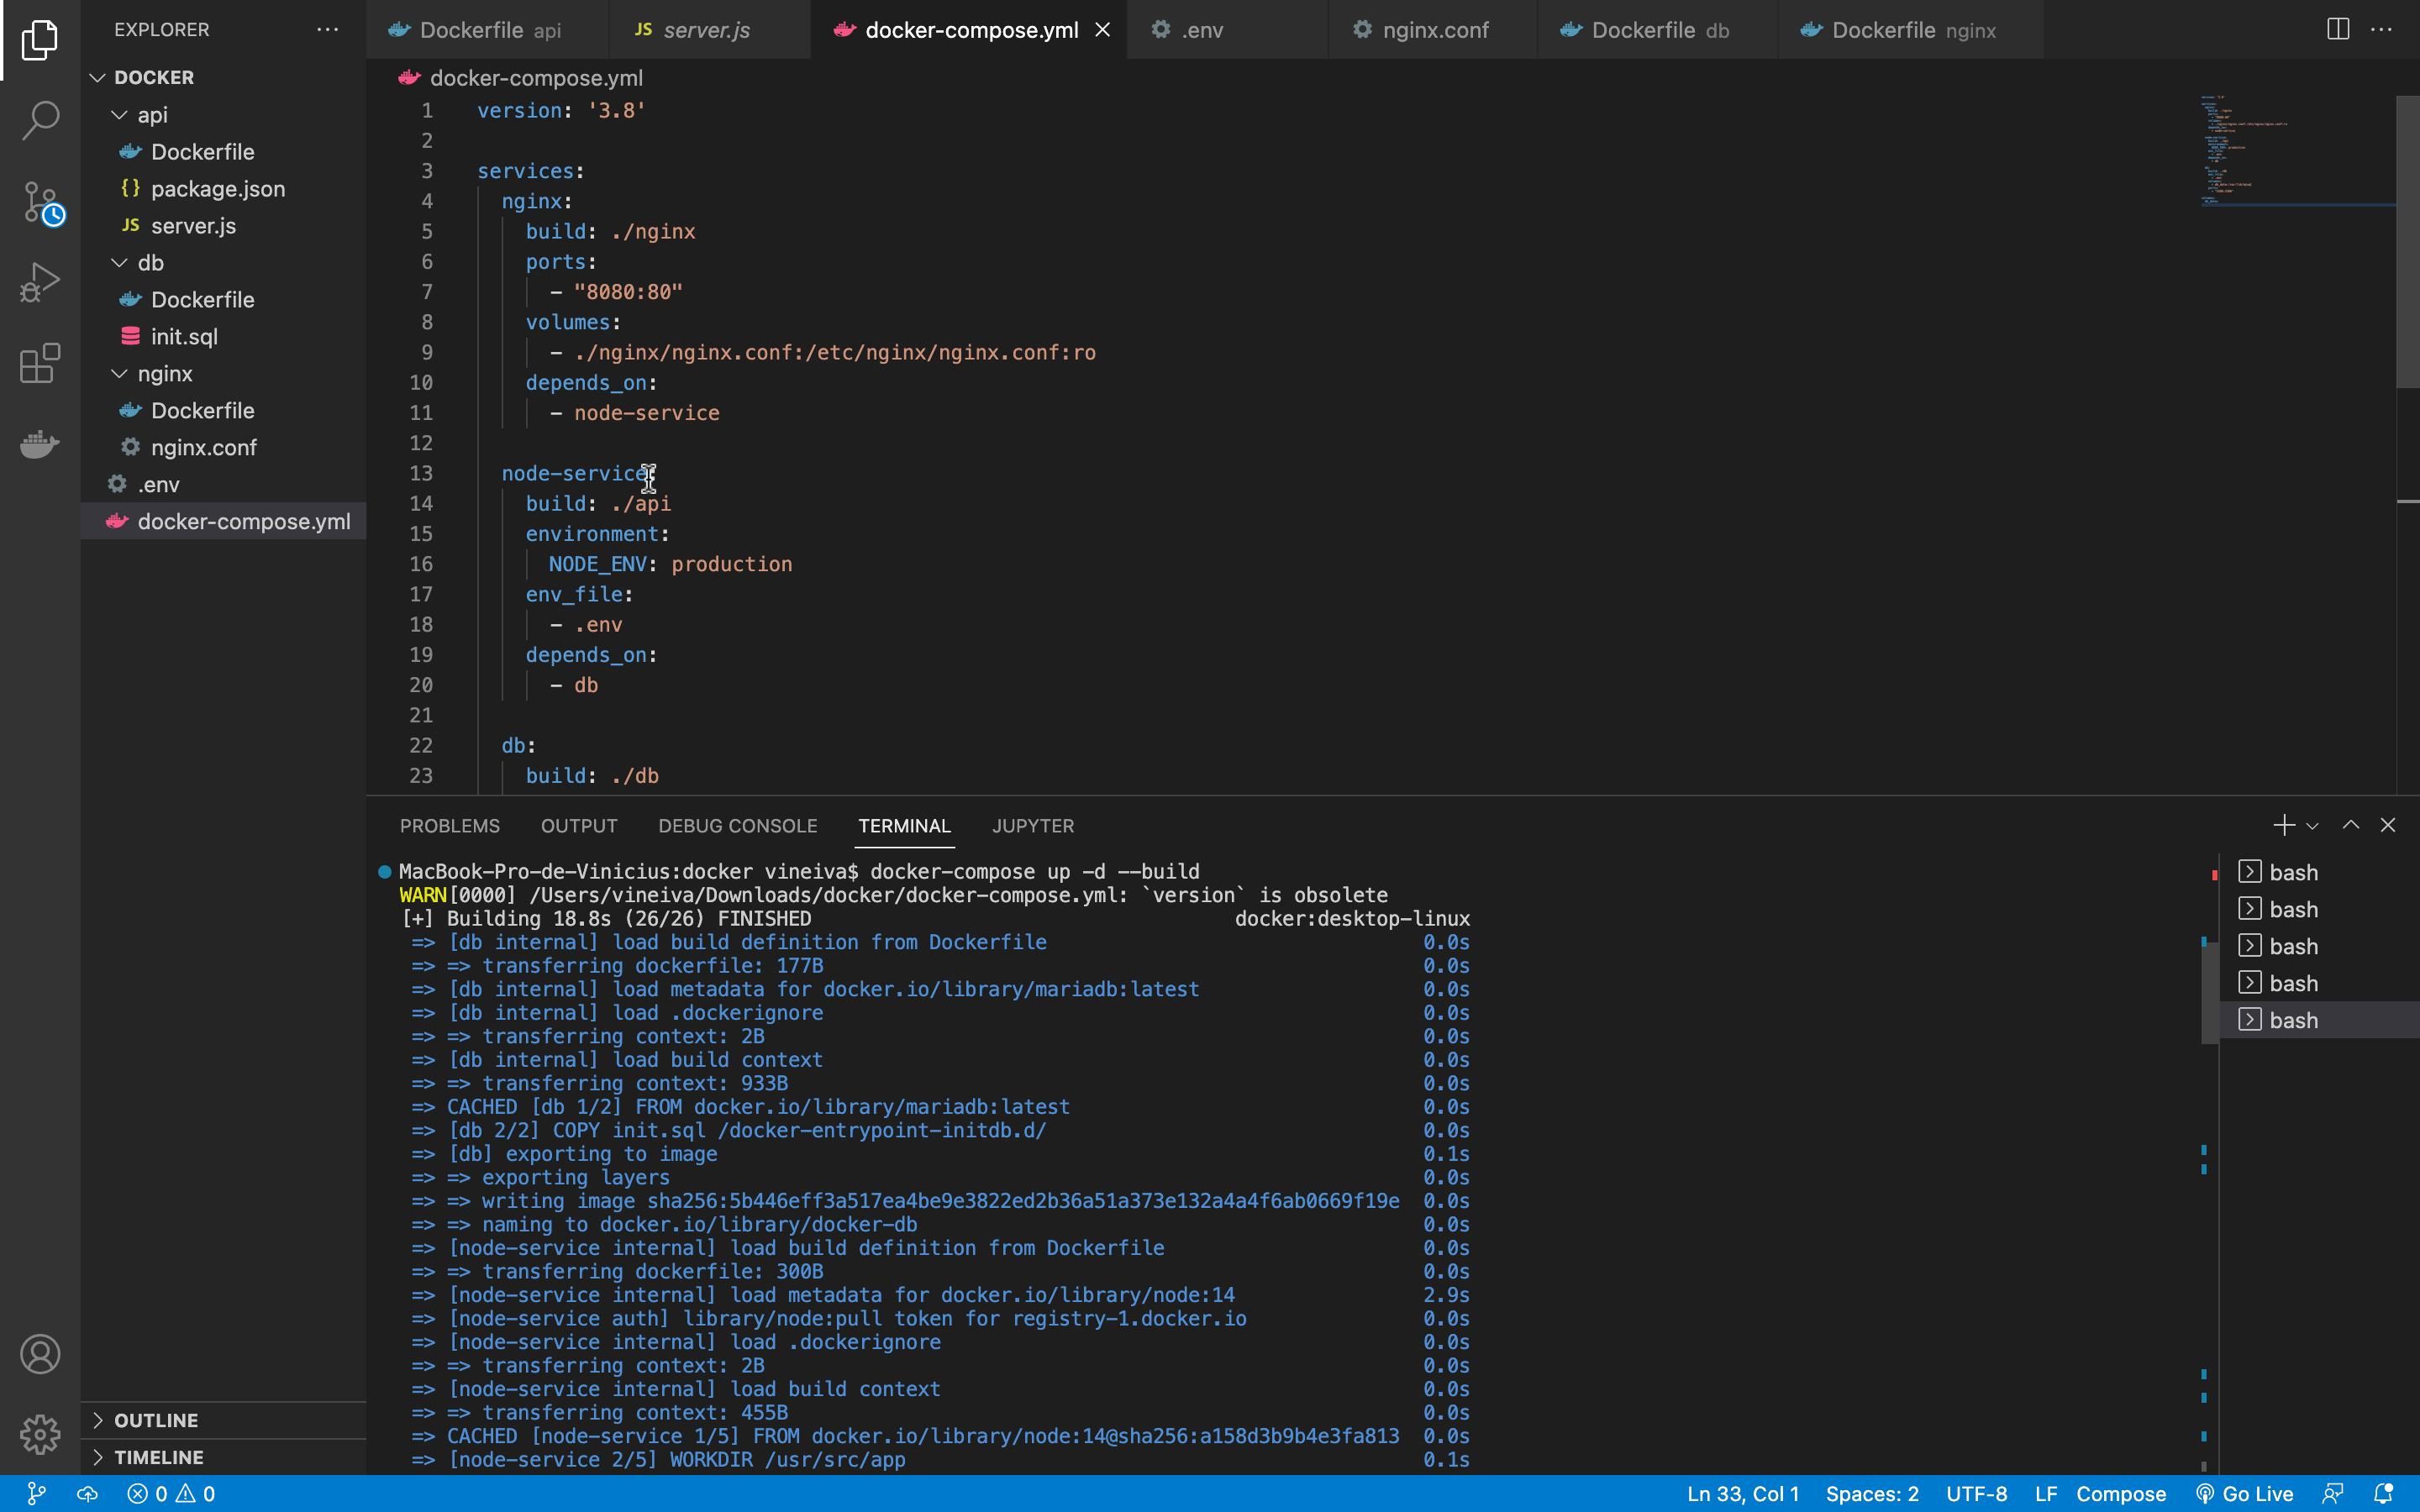 EXPLORER
DOCKER
api
Dockerfile
{} package.json
JS server.js
db
Dockerfile
init.sql
nginx
Dockerfile
nginx.conf
.env
docker-compose.yml
OUTLINE
TIMELINE
Dockerfile api
JS server.js
docker-compose.yml
.env
nginx.conf
Dockerfile db
Dockerfile nginx
docker-compose.yml
1 version: '3.8'
2
3 services:
4 nginx:
5 build: ./nginx
6 ports:
7 - "8080:80"
8 volumes:
9 - ./nginx/nginx.conf:/etc/nginx/nginx.conf:ro
10 depends_on:
11 - node-service
12
13 node-service:
14 build: ./api
15 environment:
16 NODE_ENV: production
17 env_file:
18 - .env
19 depends_on:
20 - db
21
22 db:
23 build: ./db
PROBLEMS OUTPUT DEBUG CONSOLE TERMINAL JUPYTER
MacBook-Pro-de-Vinicius:docker vineiva$ docker-compose up -d --build
WARN[0000] /Users/vineiva/Downloads/docker/docker-compose.yml: `version` is obsolete
[+] Building 18.8s (26/26) FINISHED docker:desktop-linux
=> [db internal] load build definition from Dockerfile 0.0s
=> => transferring dockerfile: 177B 0.0s
=> [db internal] load metadata for docker.io/library/mariadb:latest 0.0s
=> [db internal] load .dockerignore 0.0s
=> => transferring context: 2B 0.0s
=> [db internal] load build context 0.0s
=> => transferring context: 933B 0.0s
=> CACHED [db 1/2] FROM docker.io/library/mariadb:latest 0.0s
=> [db 2/2] COPY init.sql /docker-entrypoint-initdb.d/ 0.0s
=> [db] exporting to image 0.1s
=> => exporting layers 0.0s
=> => writing image sha256:5b446eff3a517ea4be9e3822ed2b36a51a373e132a4a4f6ab0669f19e 0.0s
=> => naming to docker.io/library/docker-db 0.0s
=> [node-service internal] load build definition from Dockerfile 0.0s
=> => transferring dockerfile: 300B 0.0s
=> [node-service internal] load metadata for docker.io/library/node:14 2.9s
=> [node-service auth] library/node:pull token for registry-1.docker.io 0.0s
=> [node-service internal] load .dockerignore 0.0s
=> => transferring context: 2B 0.0s
=> [node-service internal] load build context 0.0s
=> => transferring context: 455B 0.0s
=> CACHED [node-service 1/5] FROM docker.io/library/node:14@sha256:a158d3b9b4e3fa813 0.0s
=> [node-service 2/5] WORKDIR /usr/src/app 0.1s
bash
bash
bash
bash
bash
0 0
Ln 33, Col 1 Spaces: 2 UTF-8 LF Compose Go Live